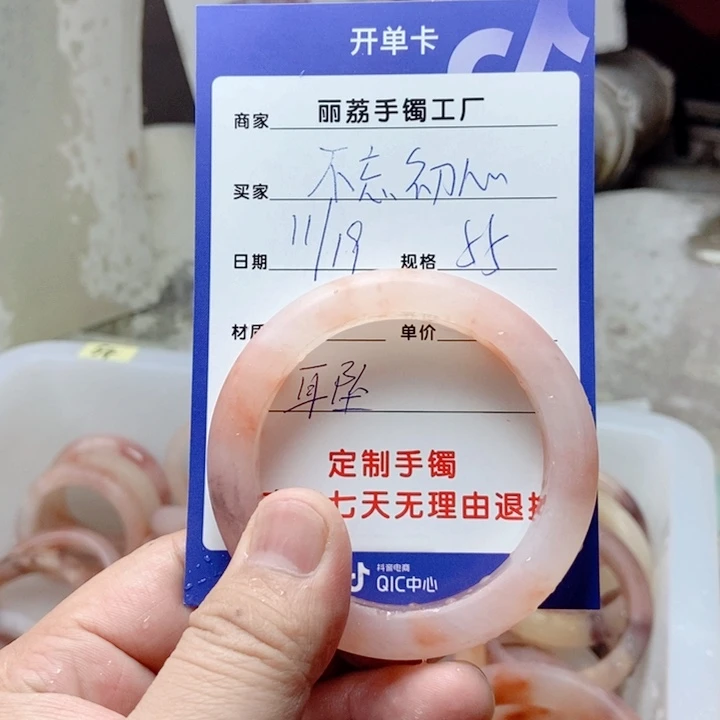 开单卡
商家 丽荔手镯工厂
买家 不忘初心
日期 11/19 规格 55
材质 单价
耳坠
定制手镯
七天无理由退换
抖音电商
QIC中心